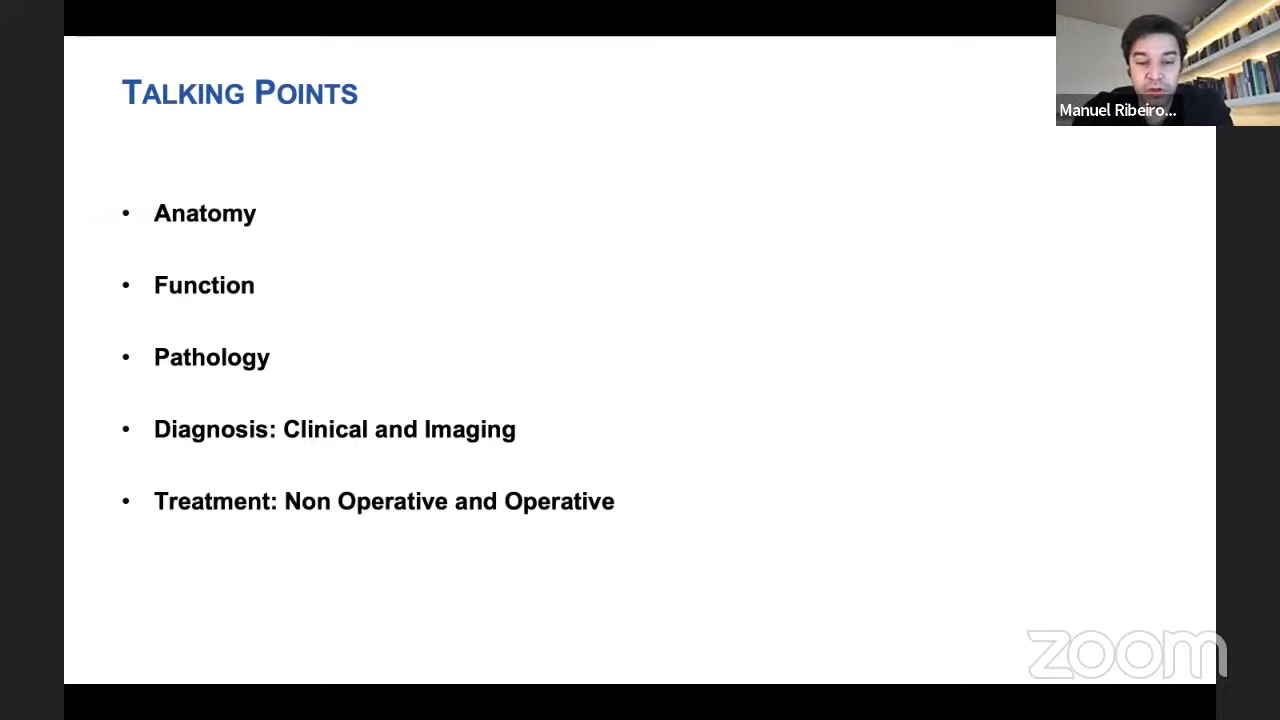 TALKING POINTS
Manuel Ribeiro...
• Anatomy
• Function
• Pathology
• Diagnosis: Clinical and Imaging
• Treatment: Non Operative and Operative
zoom